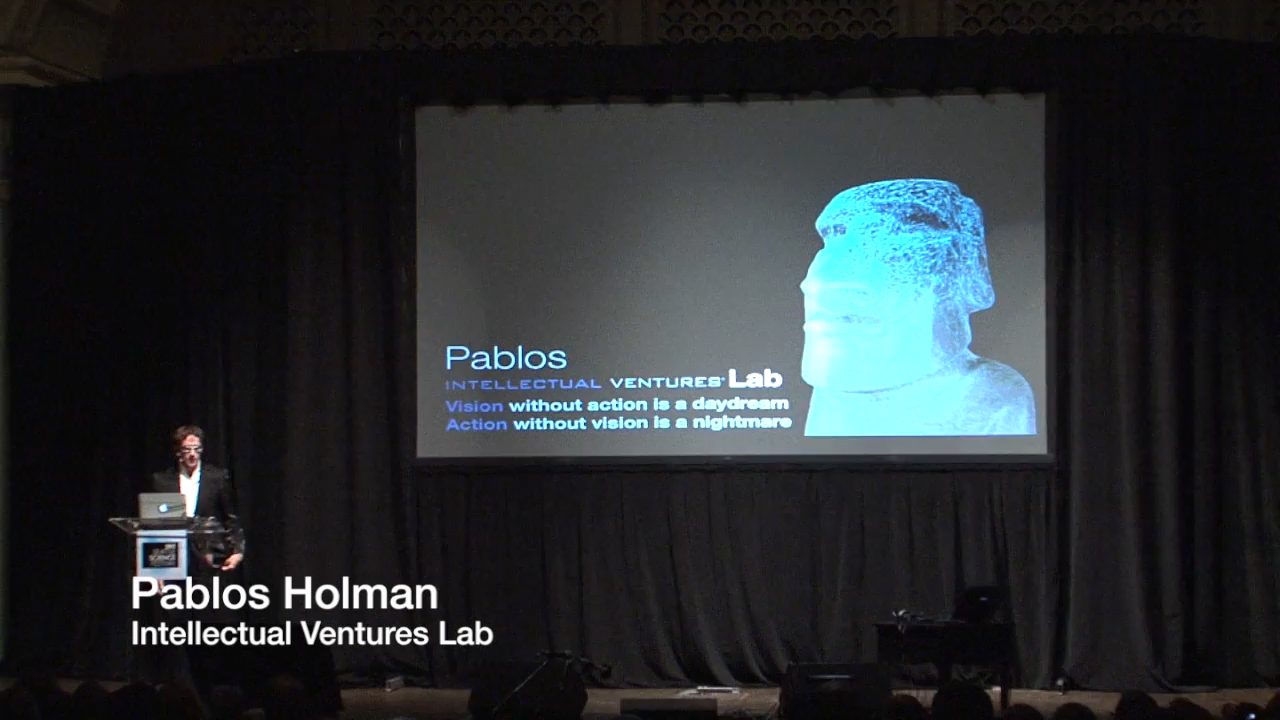 Pablos
INTELLECTUAL VENTURES Lab
Vision without action is a daydream
Action without vision is a nightmare
SCIENCE
Pablos Holman
Intellectual Ventures Lab